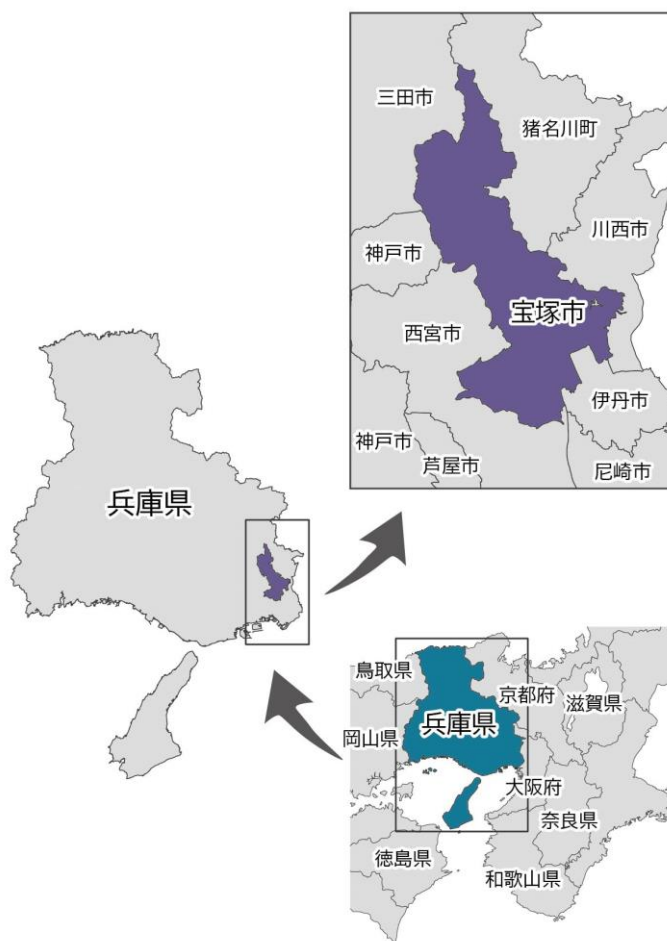 三田市
猪名川町
川西市
神戸市
宝塚市
西宮市
伊丹市
神戸市
芦屋市
尼崎市
兵庫県
鳥取県
京都府
滋賀県
兵庫県
岡山県
大阪府
奈良県
徳島県
和歌山県